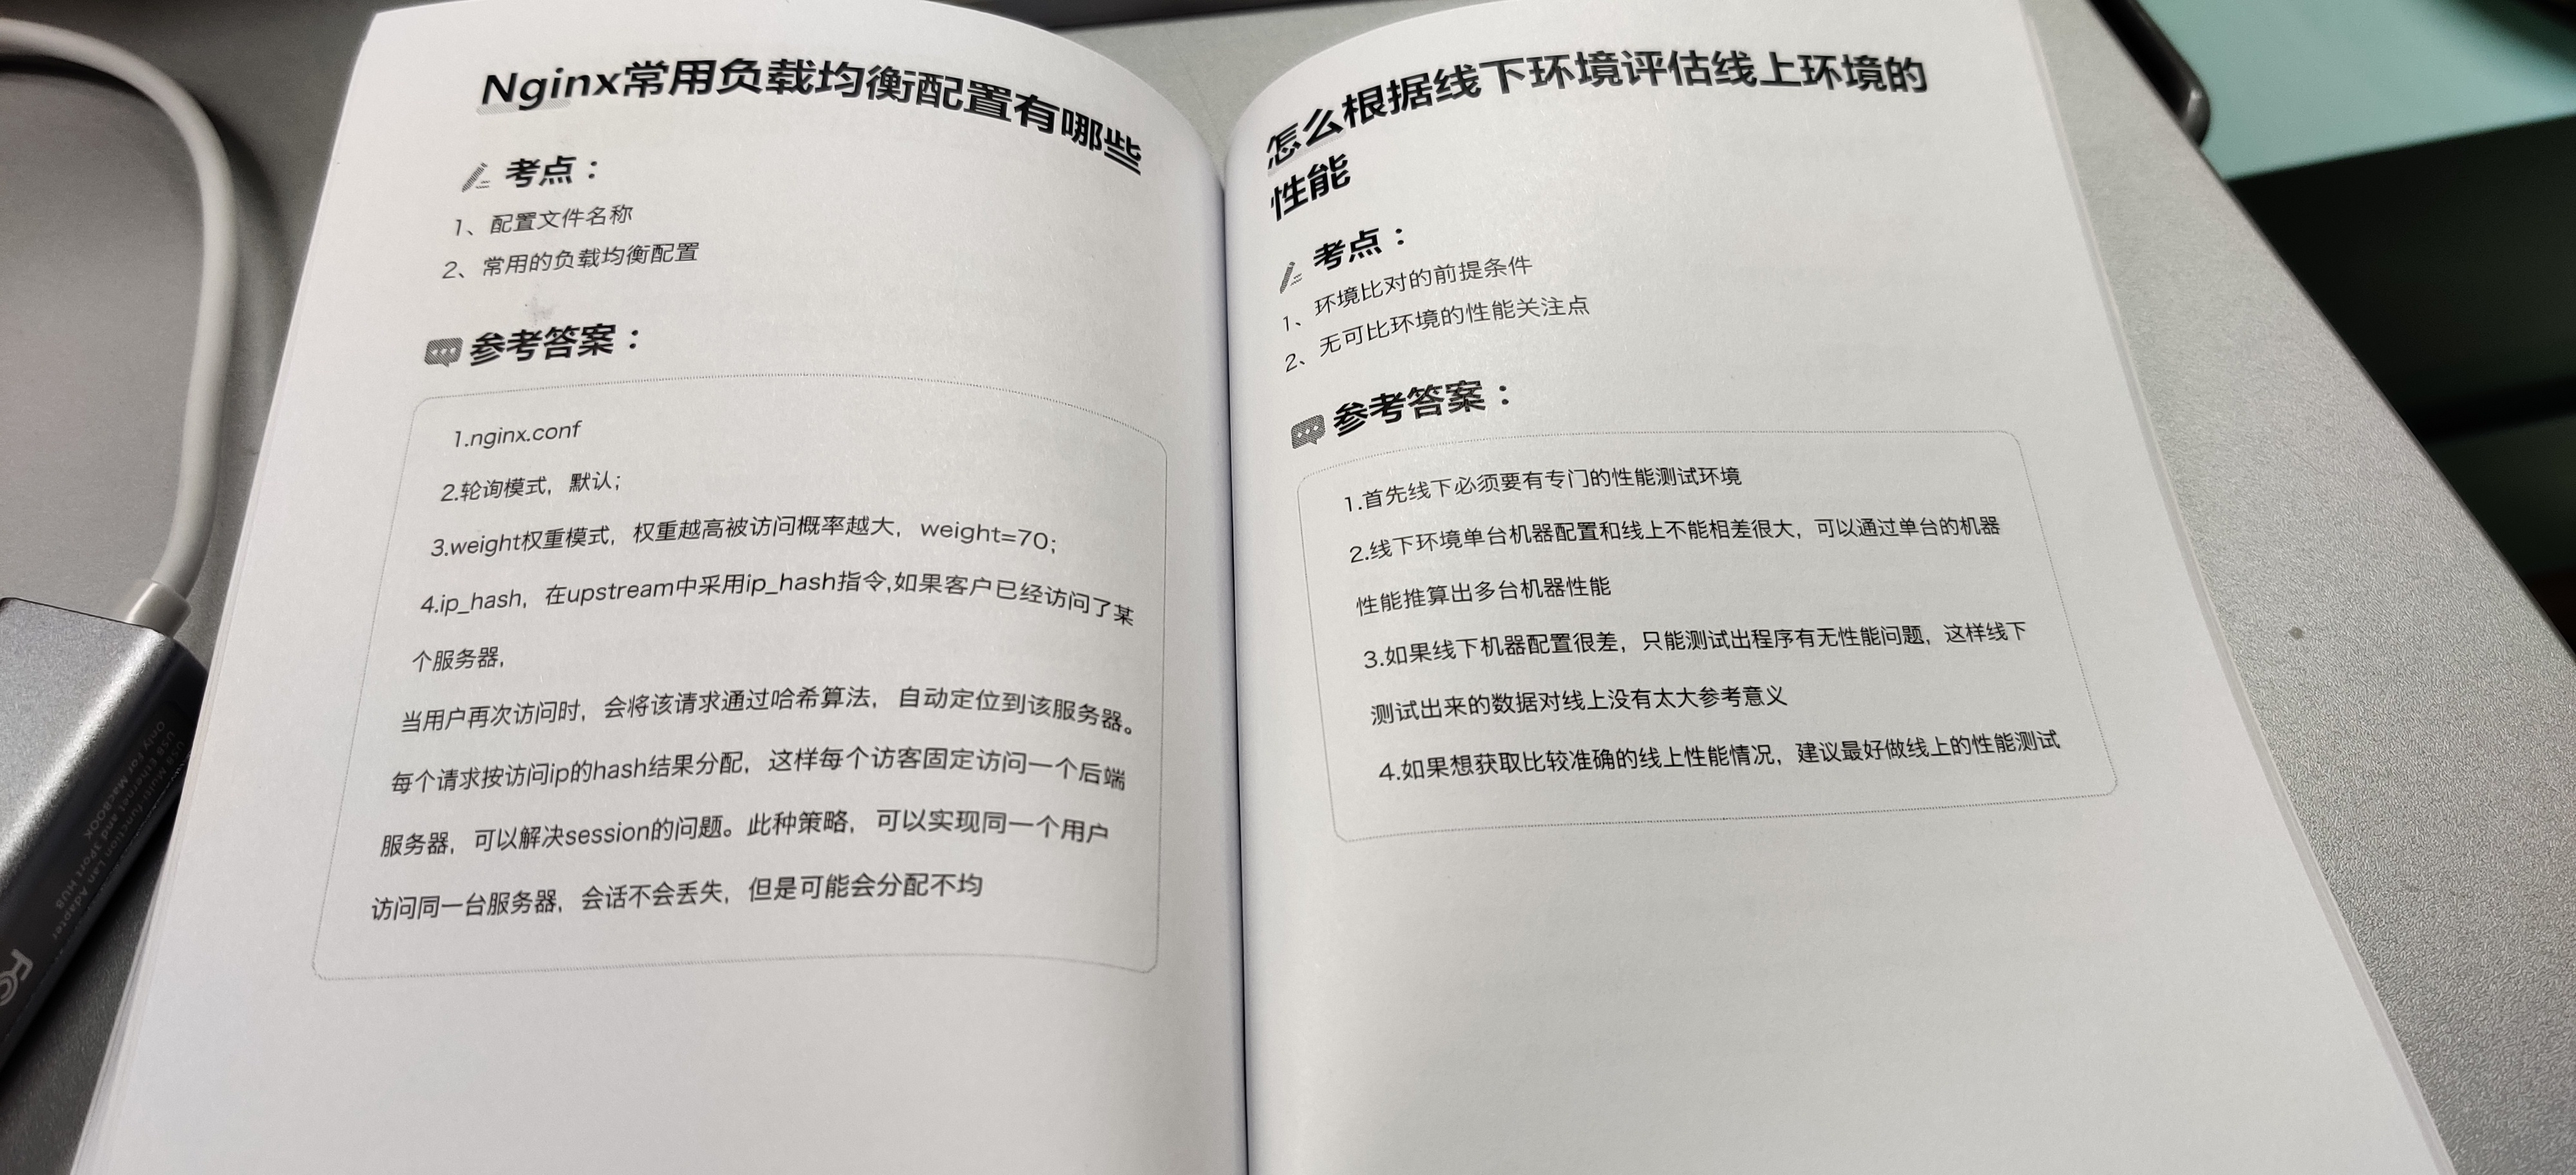 Nginx常用负载均衡配置有哪些
考点：
1、配置文件名称
2、常用的负载均衡配置
参考答案：
1.nginx.conf
2.轮询模式，默认；
3.weight权重模式，权重越高被访问概率越大，weight=70；
4.ip_hash，在upstream中采用ip_hash指令,如果客户已经访问了某
个服务器，
当用户再次访问时，会将该请求通过哈希算法，自动定位到该服务器。
每个请求按访问ip的hash结果分配，这样每个访客固定访问一个后端
服务器，可以解决session的问题。此种策略，可以实现同一个用户
访问同一台服务器，会话不会丢失，但是可能会分配不均
怎么根据线下环境评估线上环境的
性能
考点：
1、环境比对的前提条件
2、无可比环境的性能关注点
参考答案：
1.首先线下必须要有专门的性能测试环境
2.线下环境单台机器配置和线上不能相差很大，可以通过单台的机器
性能推算出多台机器性能
3.如果线下机器配置很差，只能测试出程序有无性能问题，这样线下
测试出来的数据对线上没有太大参考意义
4.如果想获取比较准确的线上性能情况，建议最好做线上的性能测试
USB Multi-function Lan Adapter
USB Ethernet and 3Port HUB
Only for MacBOOK
FC